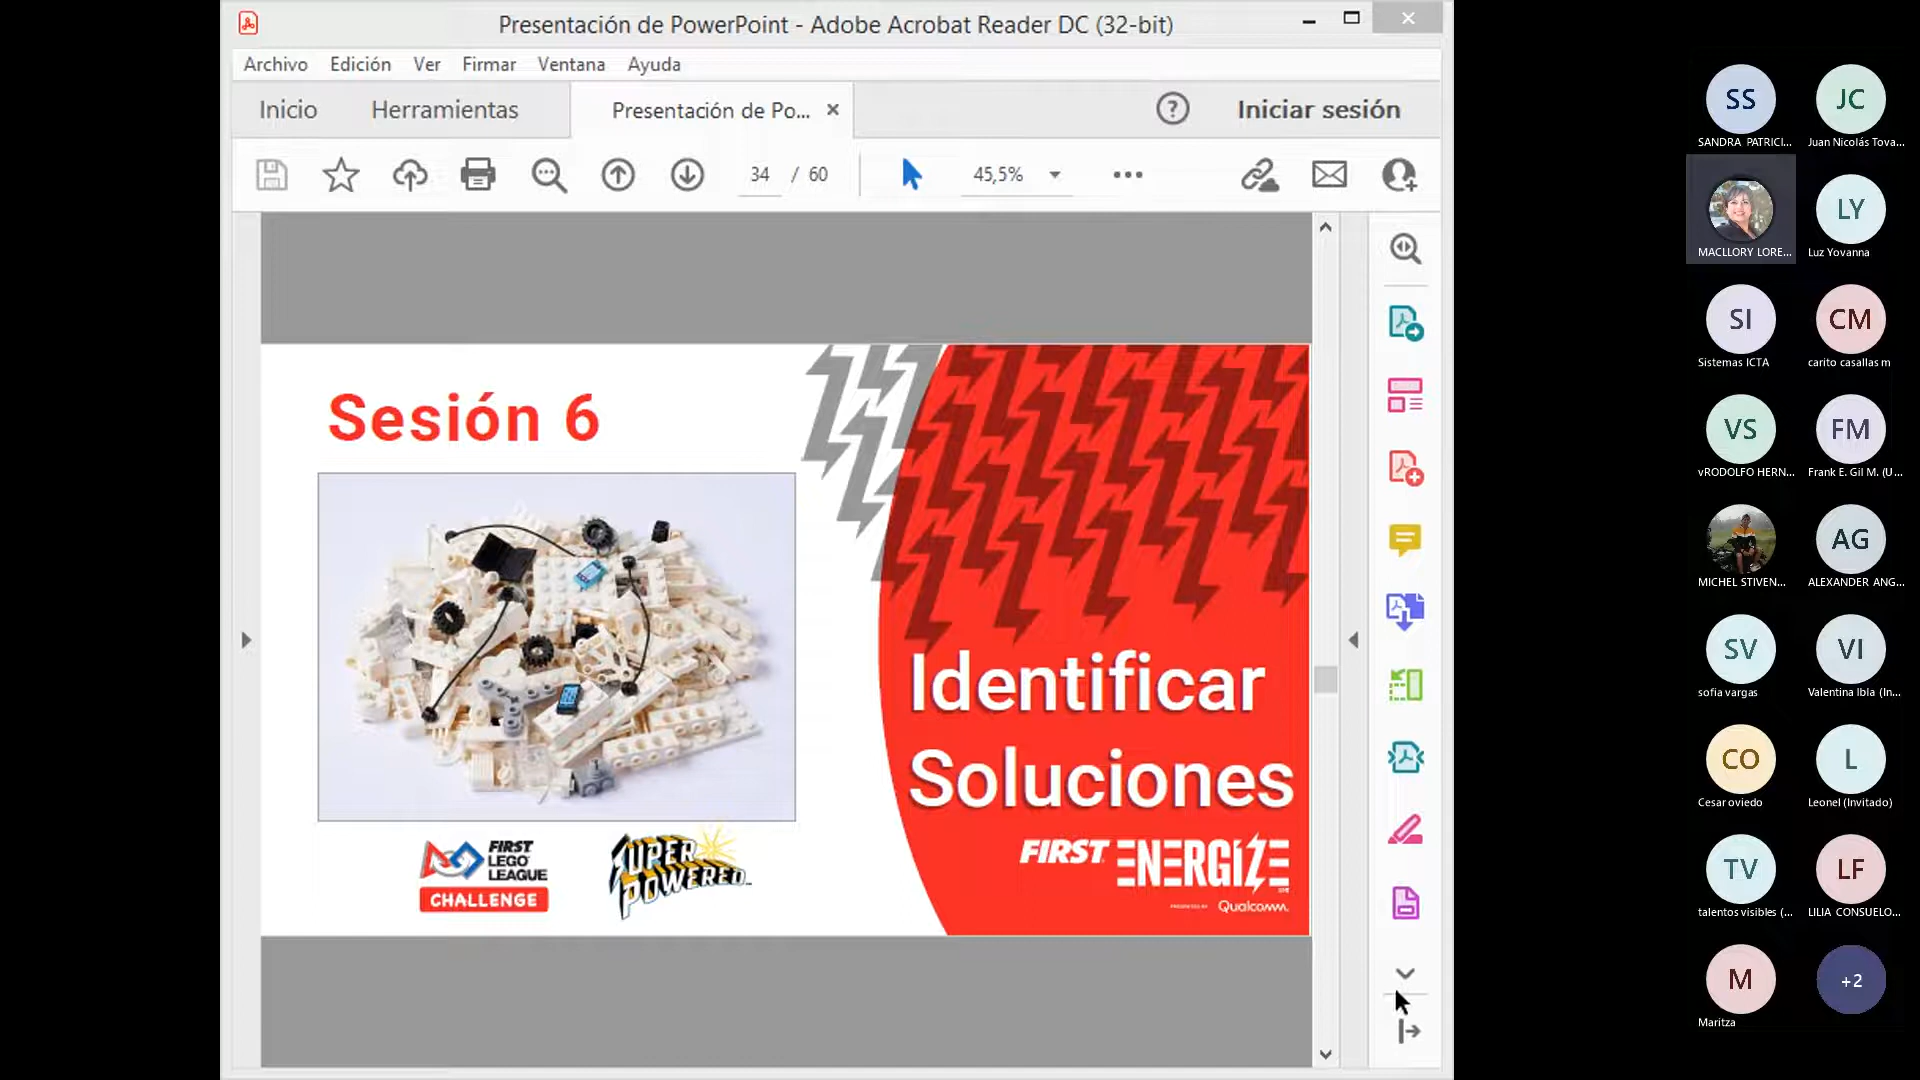 Presentación de PowerPoint - Adobe Acrobat Reader DC (32-bit)
Archivo Edición Ver Firmar Ventana Ayuda
Inicio Herramientas Presentación de Po... Iniciar sesión
34 / 60 45,5%
Sesión 6
Identificar
Soluciones
FIRST
LEGO
LEAGUE
CHALLENGE
SUPER
POWERED
FIRST ENERGIZE
PRESENTED BY Qualcomm
SS JC
SANDRA PATRICI... Juan Nicolás Tova...
LY
MACLLORY LORE... Luz Yovanna
SI CM
Sistemas ICTA carito casallas m
VS FM
vRODOLFO HERN... Frank E. Gil M. (U...
AG
MICHEL STIVEN... ALEXANDER ANG...
SV VI
sofia vargas Valentina Ibla (In...
CO L
Cesar oviedo Leonel (Invitado)
TV LF
talentos visibles (... LILIA CONSUELO...
M +2
Maritza